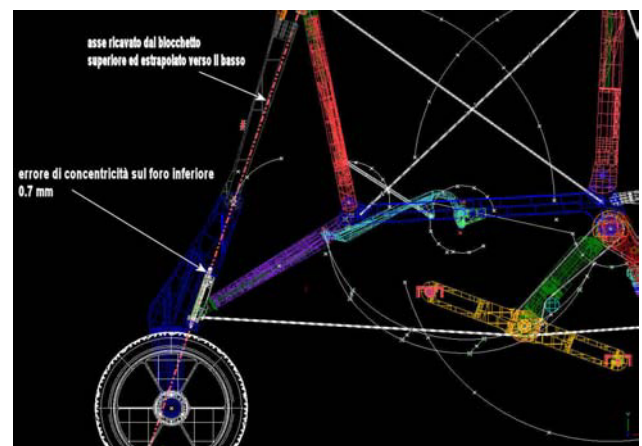 asse ricavato dal blocchetto
superiore ed estrapolato verso il basso
errore di concentricità sul foro inferiore
0.7 mm